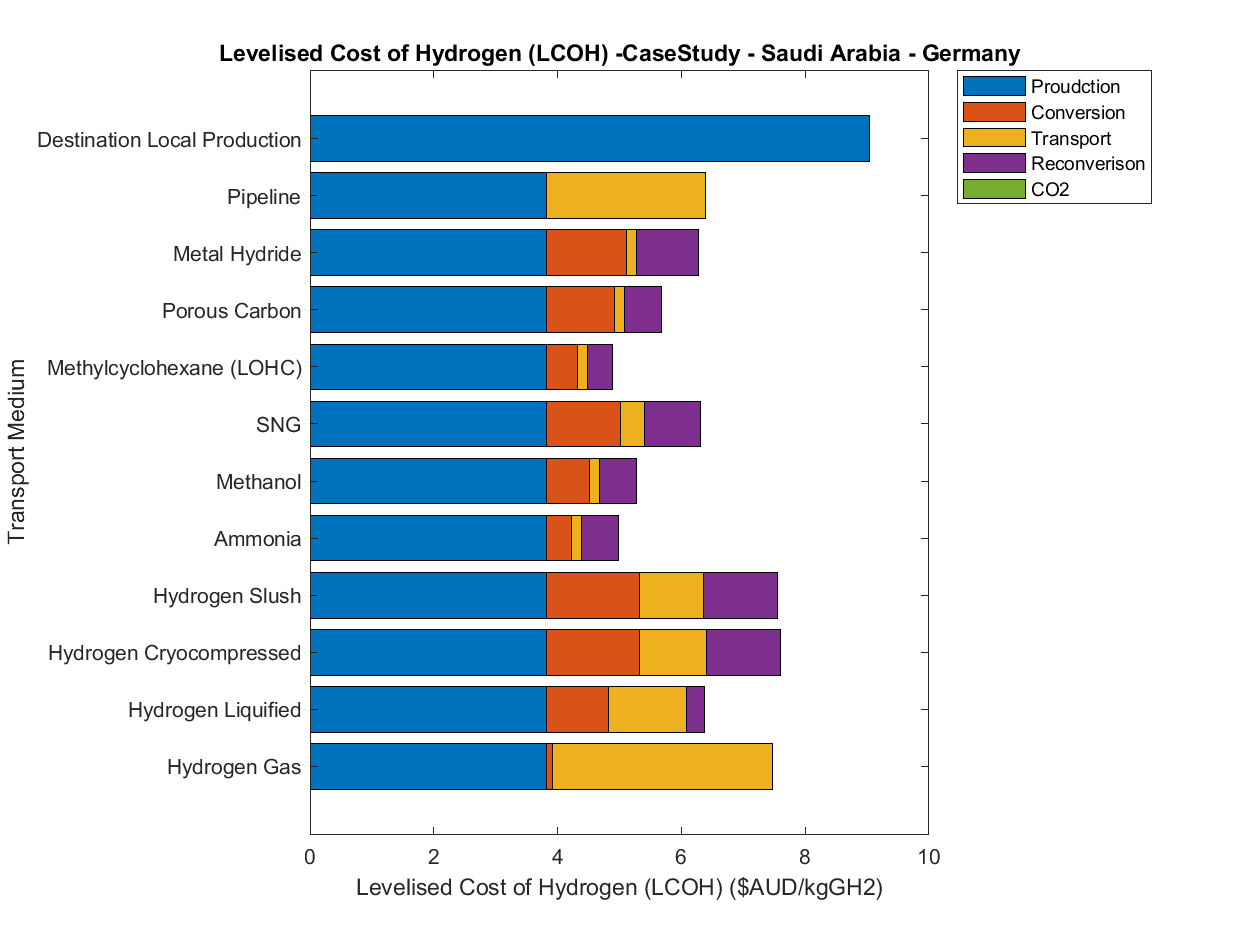 Levelised Cost of Hydrogen (LCOH) -CaseStudy - Saudi Arabia - Germany
Proudction
Conversion
Transport
Reconverison
CO2
Transport Medium
Destination Local Production
Pipeline
Metal Hydride
Porous Carbon
Methylcyclohexane (LOHC)
SNG
Methanol
Ammonia
Hydrogen Slush
Hydrogen Cryocompressed
Hydrogen Liquified
Hydrogen Gas
0 2 4 6 8 10
Levelised Cost of Hydrogen (LCOH) ($AUD/kgGH2)